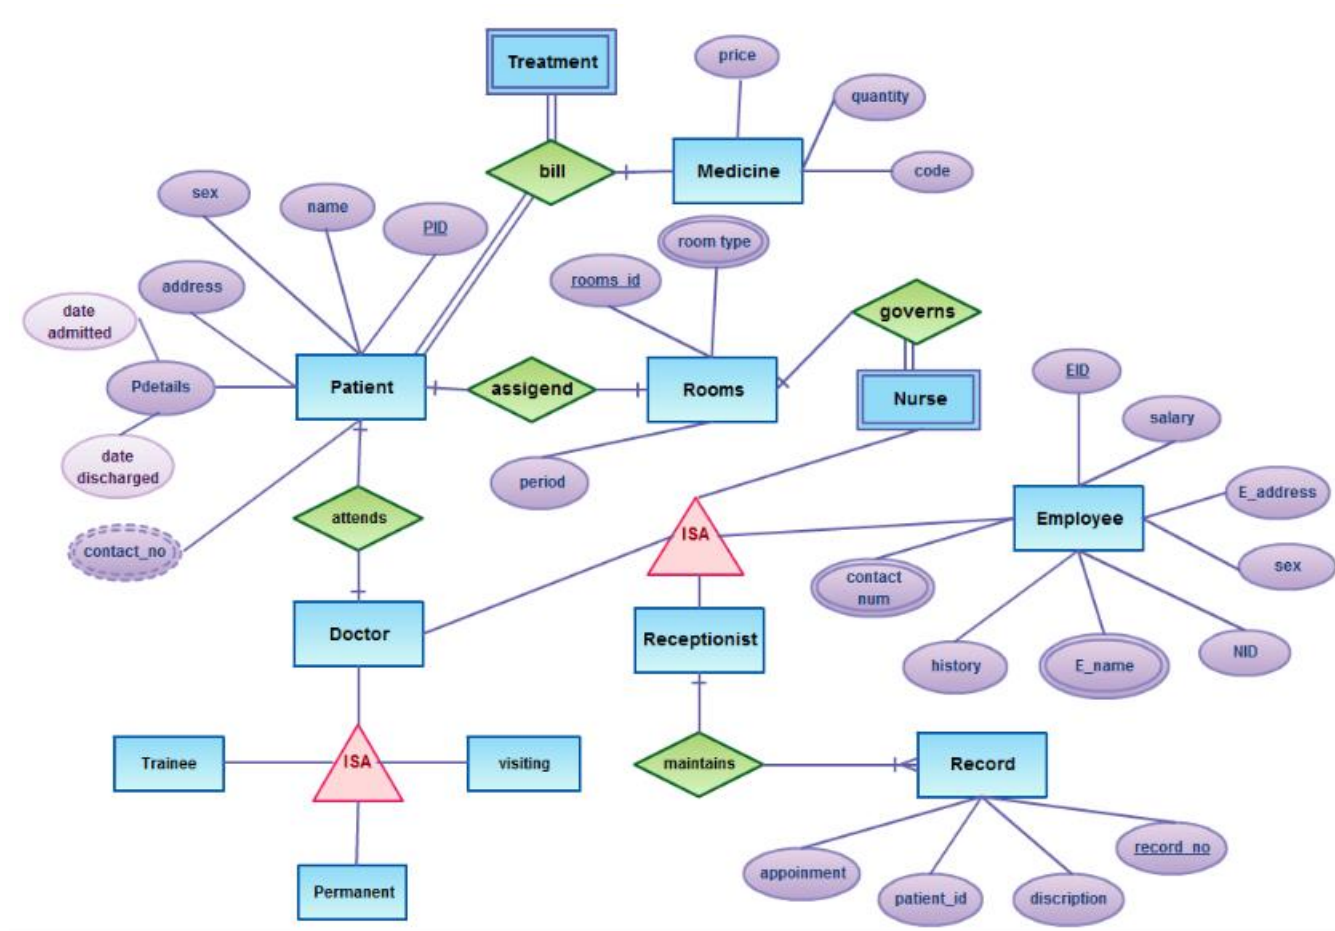 Treatment
price
quantity
bill
Medicine
code
sex
name
PID
room type
rooms_id
address
date
admitted
governs
Pdetails
Patient
assigend
Rooms
Nurse
EID
salary
date
discharged
period
E_address
attends
ISA
Employee
contact_no
sex
contact
num
Doctor
Receptionist
history
E_name
NID
Trainee
ISA
visiting
maintains
Record
Permanent
appoinment
patient_id
discription
record_no